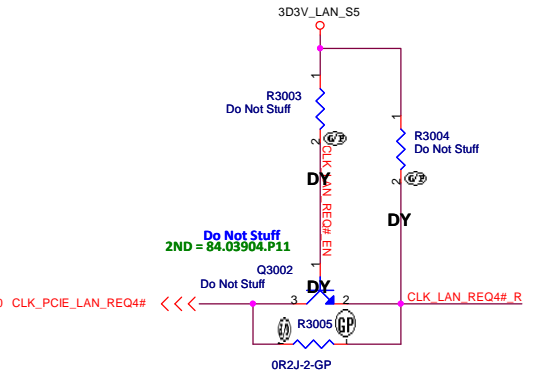 3D3V_LAN_S5
1
R3003
Do Not Stuff
2
G/P
1
R3004
Do Not Stuff
2
G/P
DY
CLK_LAN_REQ#_EN
DY
Do Not Stuff
2ND = 84.03904.P11
1
Q3002
Do Not Stuff
DY
3
2
CLK_PCIE_LAN_REQ4#
CLK_LAN_REQ4#_R
R3005
GP
1
0R2J-2-GP